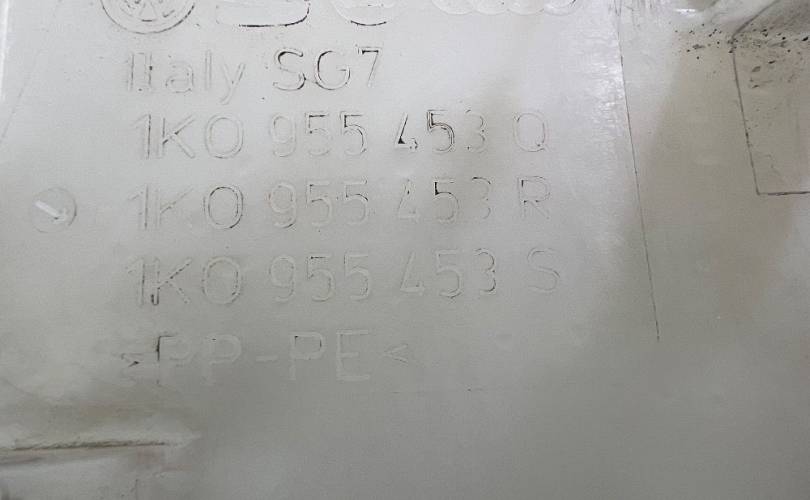 Italy SG7
1K0 955 453 Q
1K0 955 453 R
1K0 955 453 S
>PP-PE<